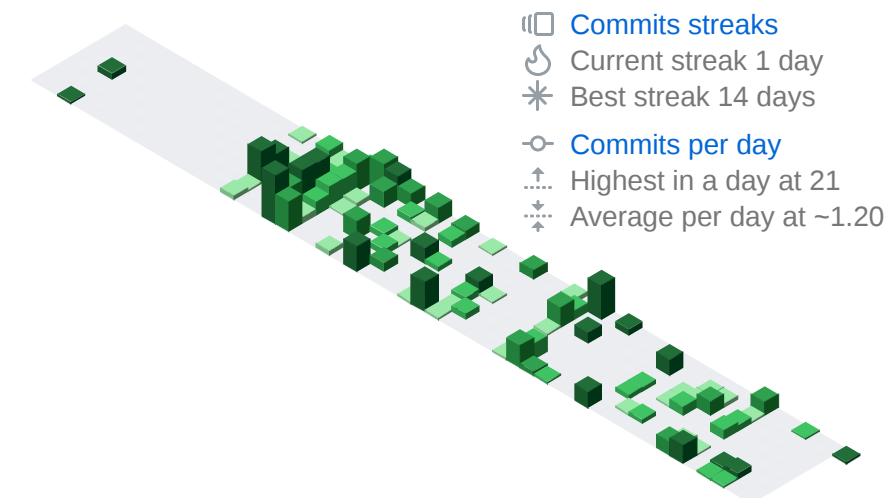 Commits streaks
Current streak 1 day
Best streak 14 days
Commits per day
Highest in a day at 21
Average per day at ~1.20